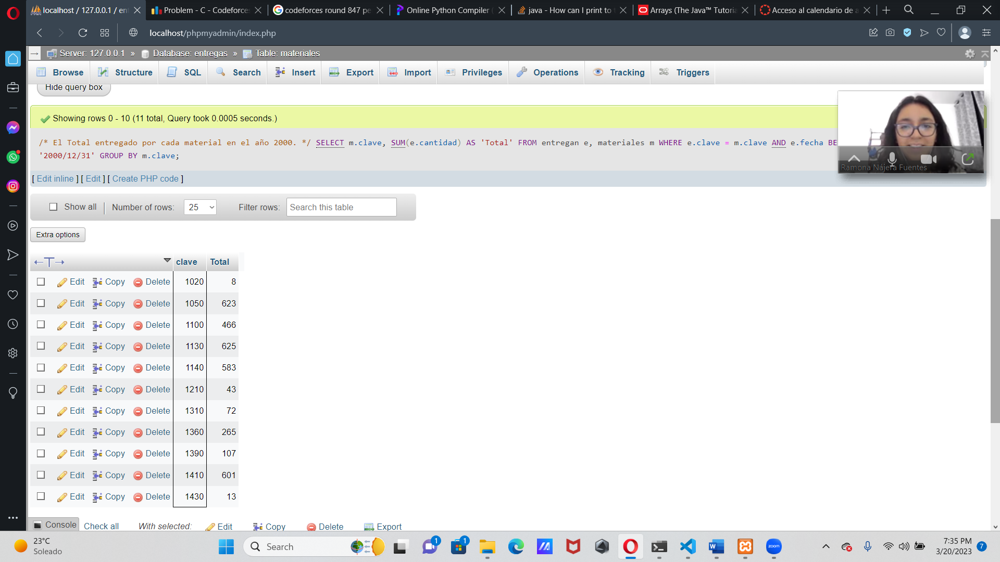 localhost / 127.0.0.1 / en
Problem - C - Codeforces
codeforces round 847 pe
Online Python Compiler (
java - How can I print to
Arrays (The Java™ Tutoria
Acceso al calendario de a
localhost/phpmyadmin/index.php
Server: 127.0.0.1 » Database: entregas » Table: materiales
Browse Structure SQL Search Insert Export Import Privileges Operations Tracking Triggers
Hide query box
Showing rows 0 - 10 (11 total, Query took 0.0005 seconds.)
/* El Total entregado por cada material en el año 2000. */ SELECT m.clave, SUM(e.cantidad) AS 'Total' FROM entregan e, materiales m WHERE e.clave = m.clave AND e.fecha BE
'2000/12/31' GROUP BY m.clave;
Ramona Nájera Fuentes
[ Edit inline ] [ Edit ] [ Create PHP code ]
Show all Number of rows: 25 Filter rows: Search this table
Extra options
←T→ clave Total
Edit Copy Delete 1020 8
Edit Copy Delete 1050 623
Edit Copy Delete 1100 466
Edit Copy Delete 1130 625
Edit Copy Delete 1140 583
Edit Copy Delete 1210 43
Edit Copy Delete 1310 72
Edit Copy Delete 1360 265
Edit Copy Delete 1390 107
Edit Copy Delete 1410 601
Edit Copy Delete 1430 13
Console Check all With selected: Edit Copy Delete Export
23°C
Soleado
Search
1
1
zoom
7:35 PM
3/20/2023
7